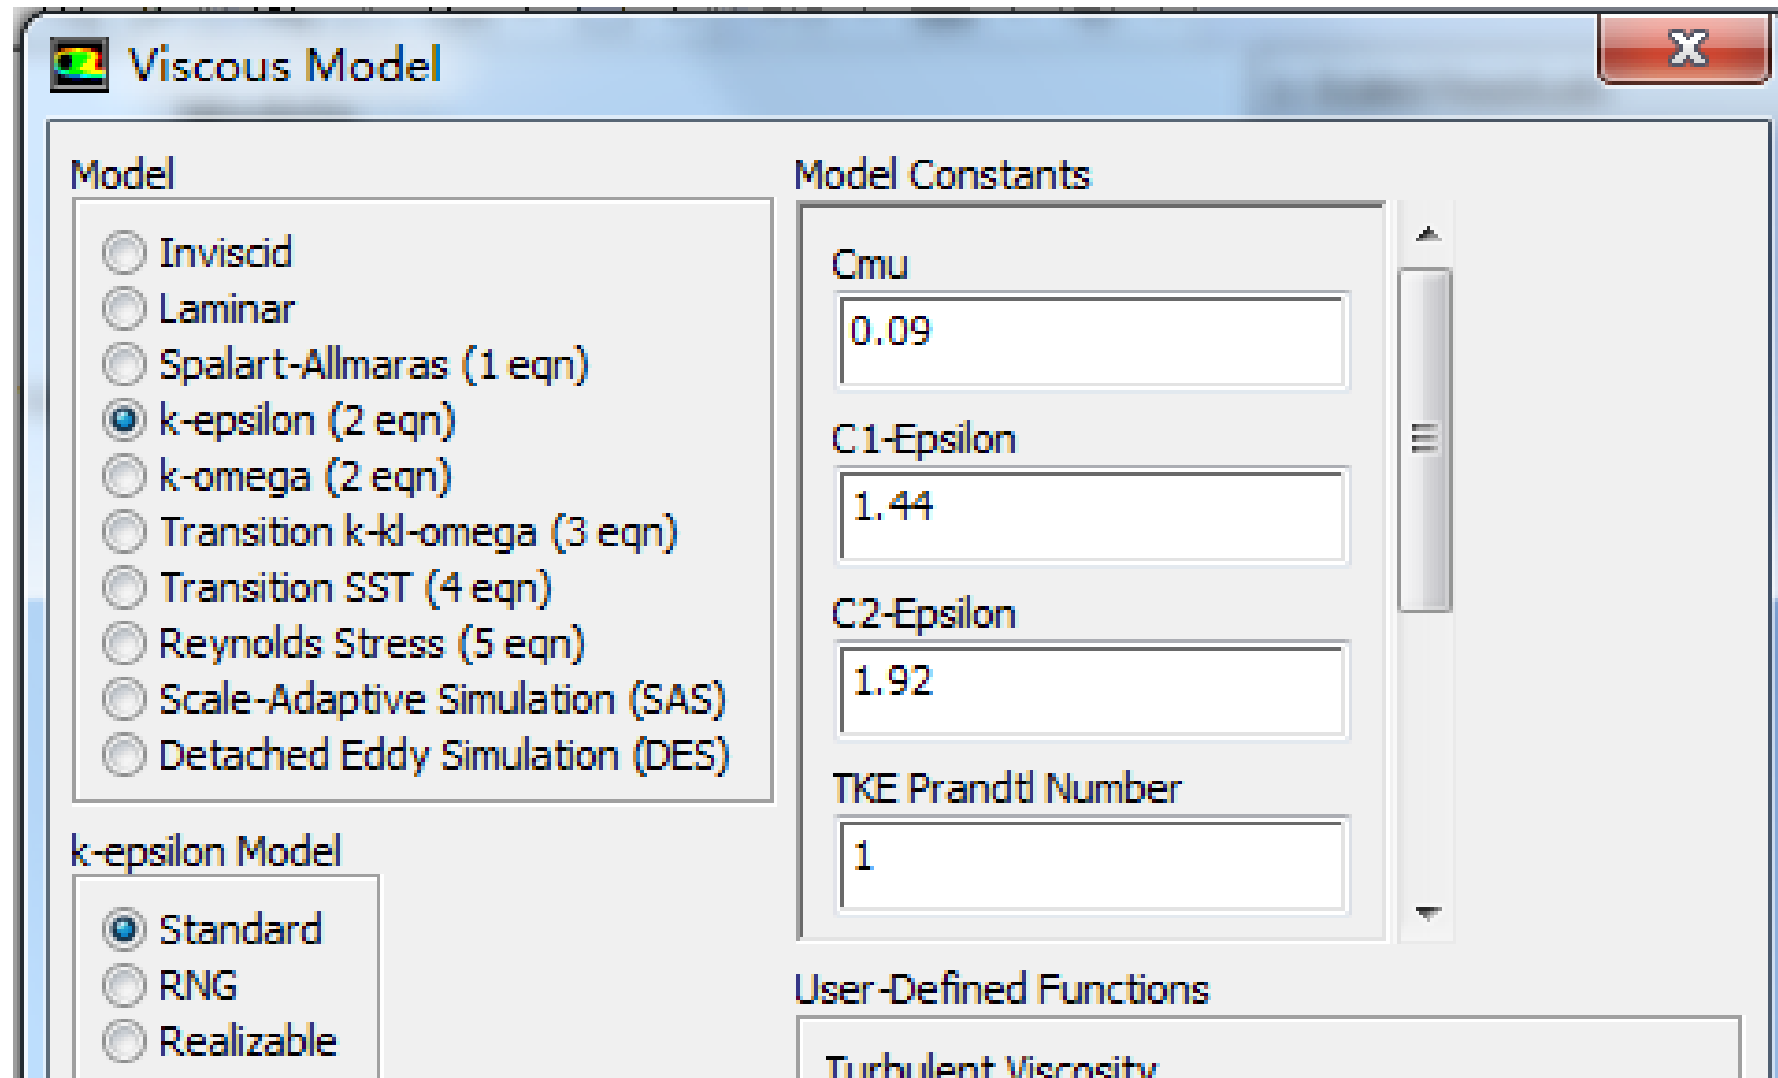 Viscous Model
Model
Inviscid
Laminar
Spalart-Allmaras (1 eqn)
k-epsilon (2 eqn)
k-omega (2 eqn)
Transition k-kl-omega (3 eqn)
Transition SST (4 eqn)
Reynolds Stress (5 eqn)
Scale-Adaptive Simulation (SAS)
Detached Eddy Simulation (DES)
k-epsilon Model
Standard
RNG
Realizable
Model Constants
Cmu
0.09
C1-Epsilon
1.44
C2-Epsilon
1.92
TKE Prandtl Number
1
User-Defined Functions
Turbulent Viscosity